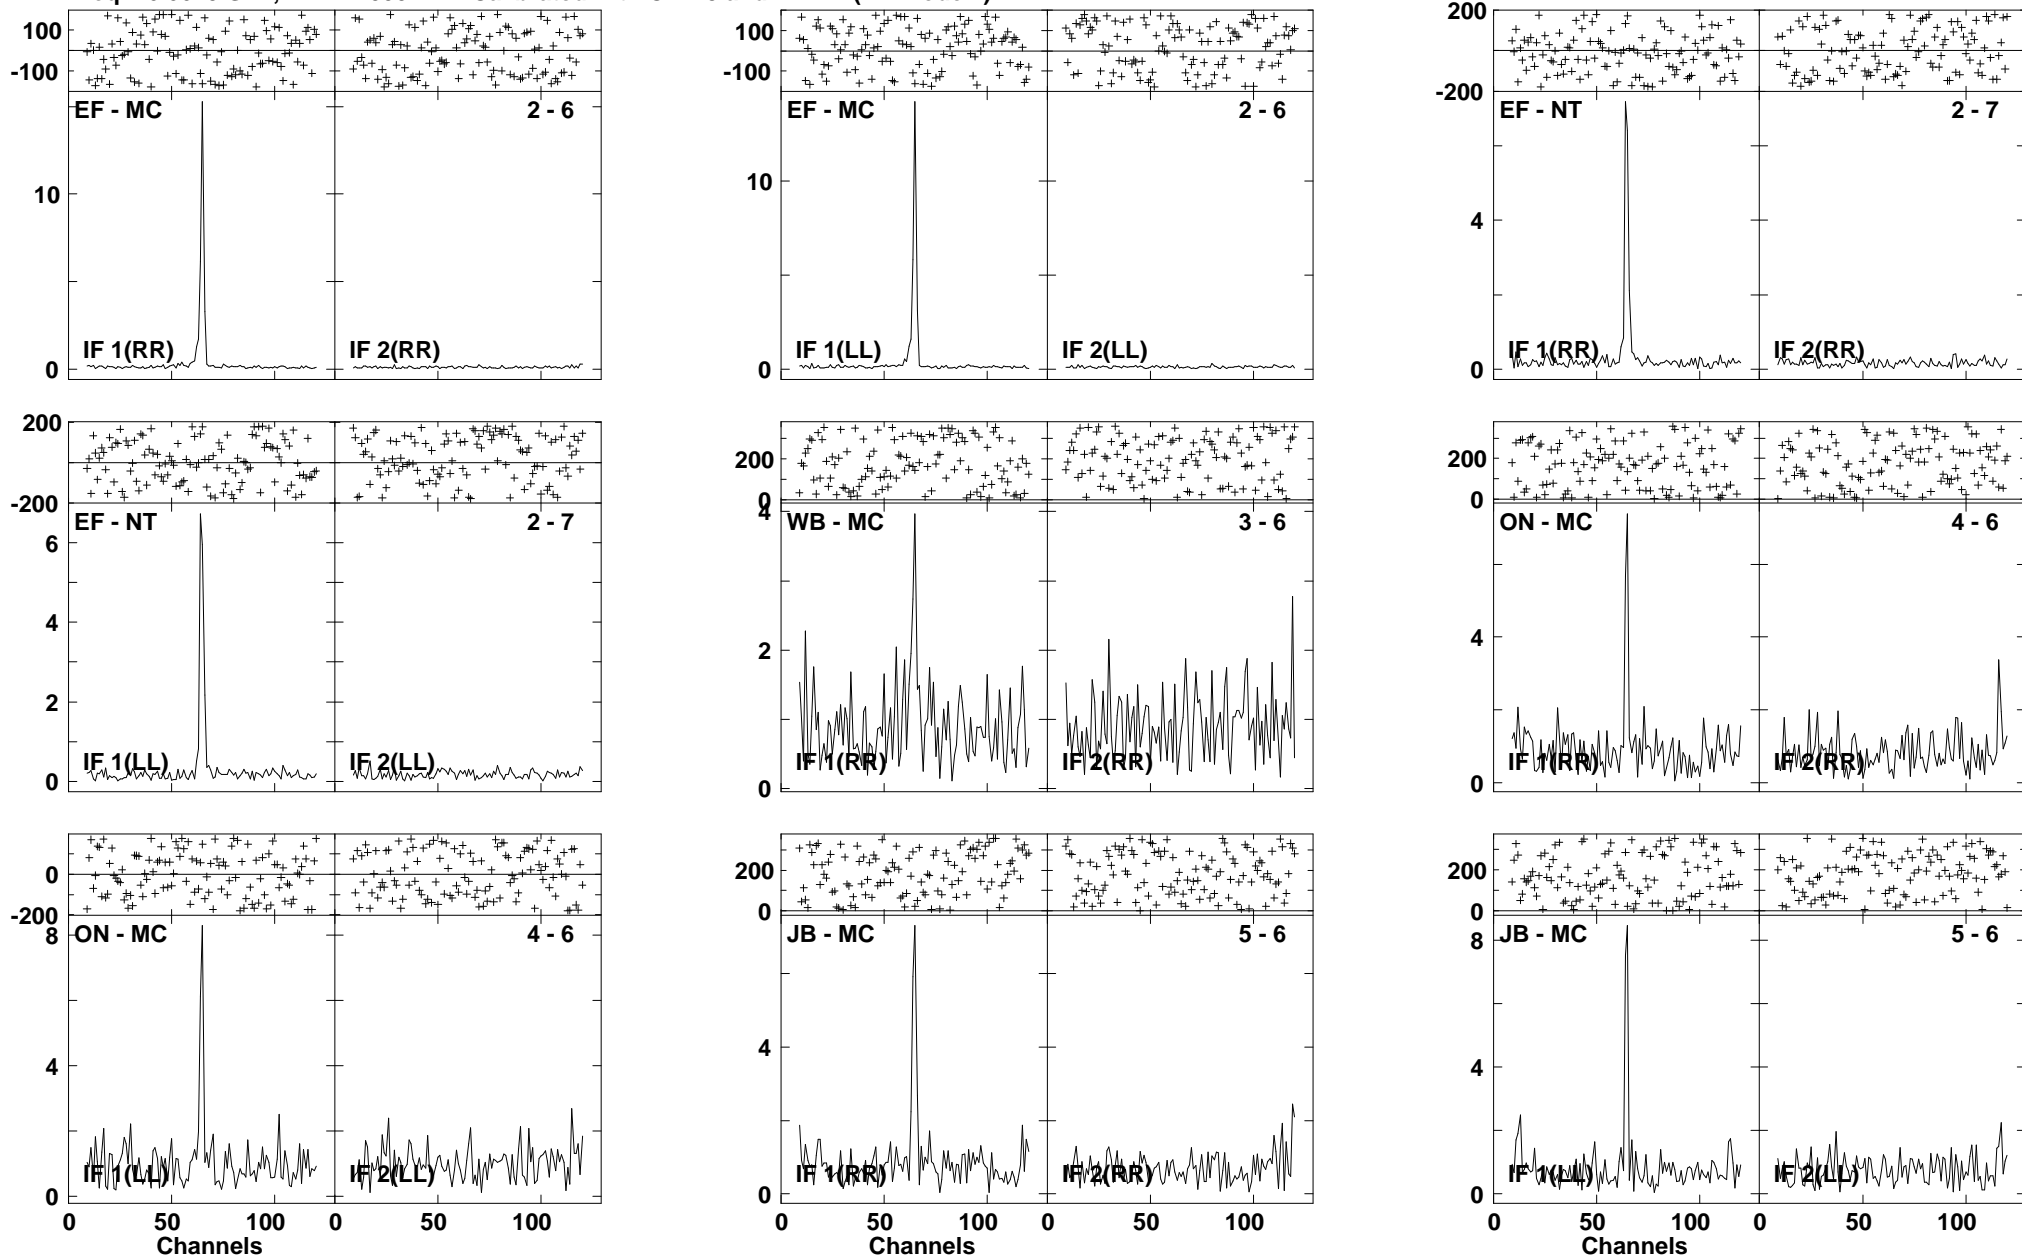 100
-100
EF - MC 2 - 6
10
IF 1(RR) IF 2(RR)
0
100
-100
EF - MC 2 - 6
10
IF 1(LL) IF 2(LL)
0
200
-200
EF - NT 2 - 7
4
IF 1(RR) IF 2(RR)
0
200
-200
EF - NT 2 - 7
6
4
2
IF 1(LL) IF 2(LL)
0
200
0
4
WB - MC 3 - 6
2
IF 1(RR) IF 2(RR)
0
200
0
ON - MC 4 - 6
4
IF 1(RR) IF 2(RR)
0
0
-200
8
ON - MC 4 - 6
4
IF 1(LL) IF 2(LL)
0
0 50 100 0 50 100
Channels
200
0
JB - MC 5 - 6
4
IF 1(RR) IF 2(RR)
0
0 50 100 0 50 100
Channels
200
0
JB - MC 5 - 6
8
4
IF 1(LL) IF 2(LL)
0
0 50 100 0 50 100
Channels